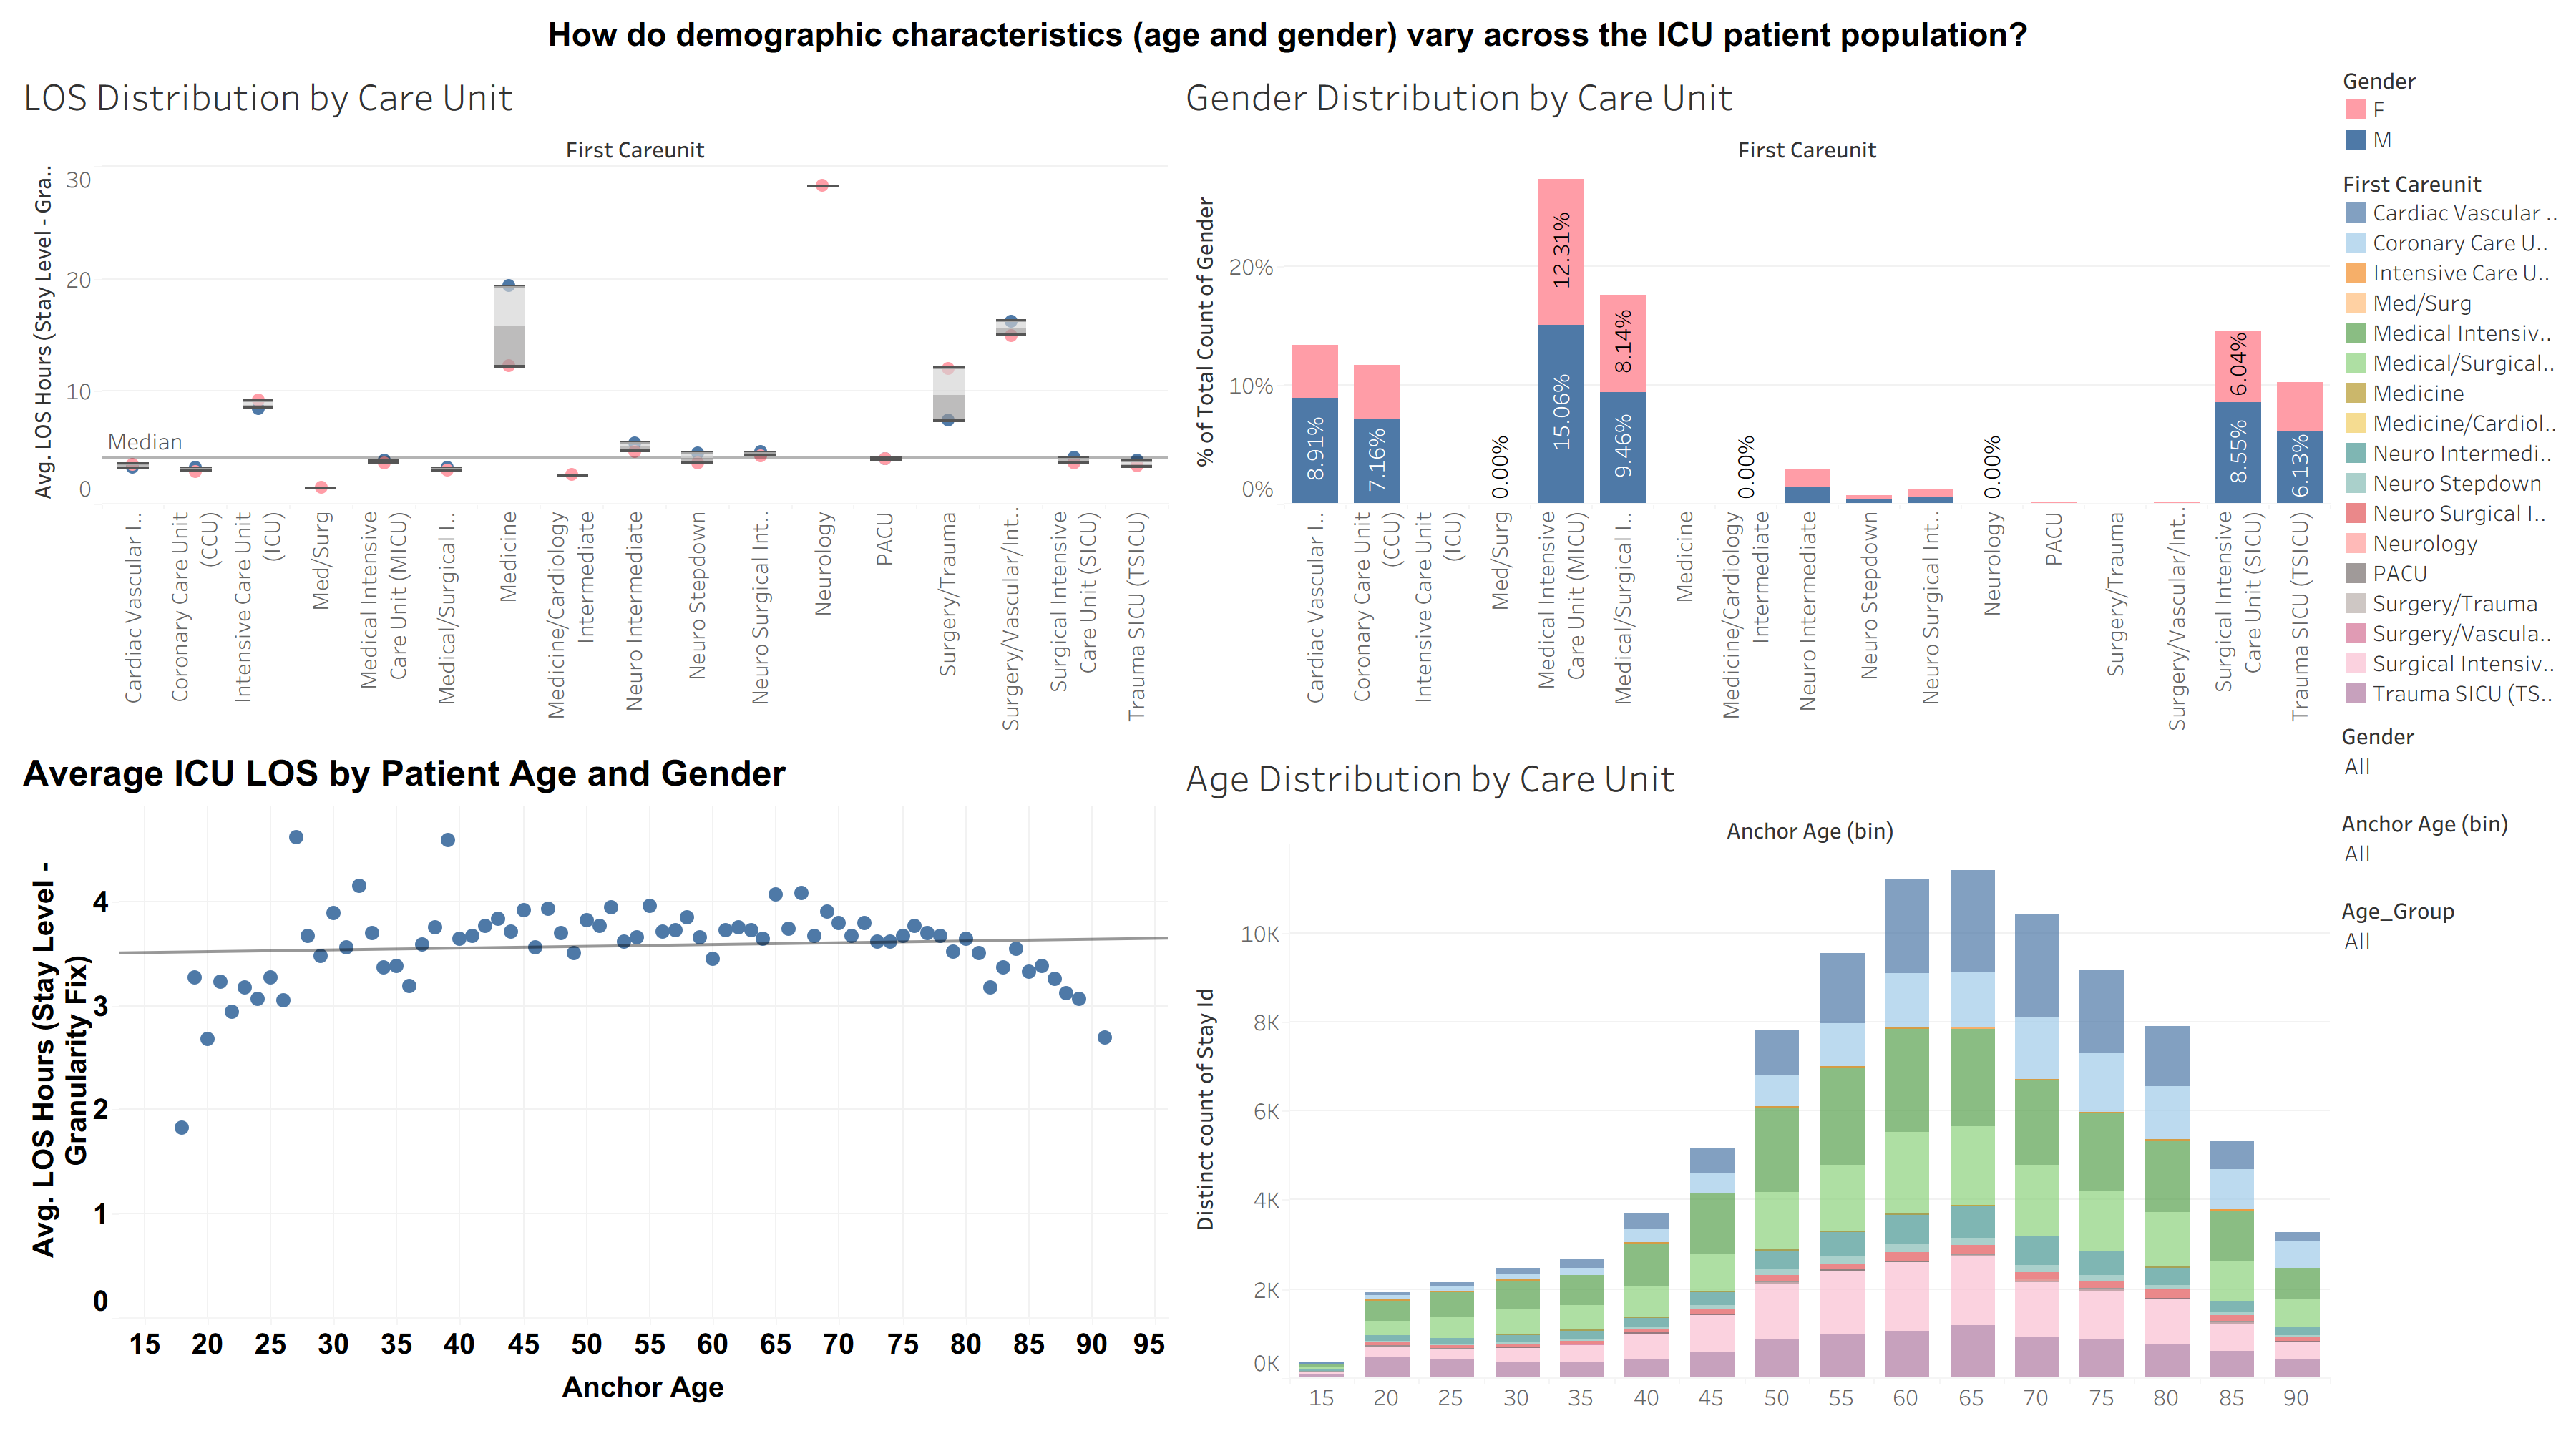 How do demographic characteristics (age and gender) vary across the ICU patient population?
LOS Distribution by Care Unit
First Careunit
Avg. LOS Hours (Stay Level - Gra..
30
20
10
0
Median
Cardiac Vascular I..
Coronary Care Unit
(CCU)
Intensive Care Unit
(ICU)
Med/Surg
Medical Intensive
Care Unit (MICU)
Medical/Surgical I..
Medicine
Medicine/Cardiology
Intermediate
Neuro Intermediate
Neuro Stepdown
Neuro Surgical Int..
Neurology
PACU
Surgery/Trauma
Surgery/Vascular/Int..
Surgical Intensive
Care Unit (SICU)
Trauma SICU (TSICU)
Gender Distribution by Care Unit
First Careunit
% of Total Count of Gender
20%
10%
0%
8.91%
7.16%
0.00%
12.31%
15.06%
8.14%
9.46%
0.00%
0.00%
6.04%
8.55%
6.13%
Cardiac Vascular I..
Coronary Care Unit
(CCU)
Intensive Care Unit
(ICU)
Med/Surg
Medical Intensive
Care Unit (MICU)
Medical/Surgical I..
Medicine
Medicine/Cardiology
Intermediate
Neuro Intermediate
Neuro Stepdown
Neuro Surgical Int..
Neurology
PACU
Surgery/Trauma
Surgery/Vascular/Int..
Surgical Intensive
Care Unit (SICU)
Trauma SICU (TSICU)
Gender
F
M
First Careunit
Cardiac Vascular ..
Coronary Care U..
Intensive Care U..
Med/Surg
Medical Intensiv..
Medical/Surgical..
Medicine
Medicine/Cardiol..
Neuro Intermedi..
Neuro Stepdown
Neuro Surgical I..
Neurology
PACU
Surgery/Trauma
Surgery/Vascula..
Surgical Intensiv..
Trauma SICU (TS..
Gender
All
Anchor Age (bin)
All
Age_Group
All
Average ICU LOS by Patient Age and Gender
Avg. LOS Hours (Stay Level -
Granularity Fix)
4
3
2
1
0
15 20 25 30 35 40 45 50 55 60 65 70 75 80 85 90 95
Anchor Age
Age Distribution by Care Unit
Anchor Age (bin)
Distinct count of Stay Id
10K
8K
6K
4K
2K
0K
15 20 25 30 35 40 45 50 55 60 65 70 75 80 85 90